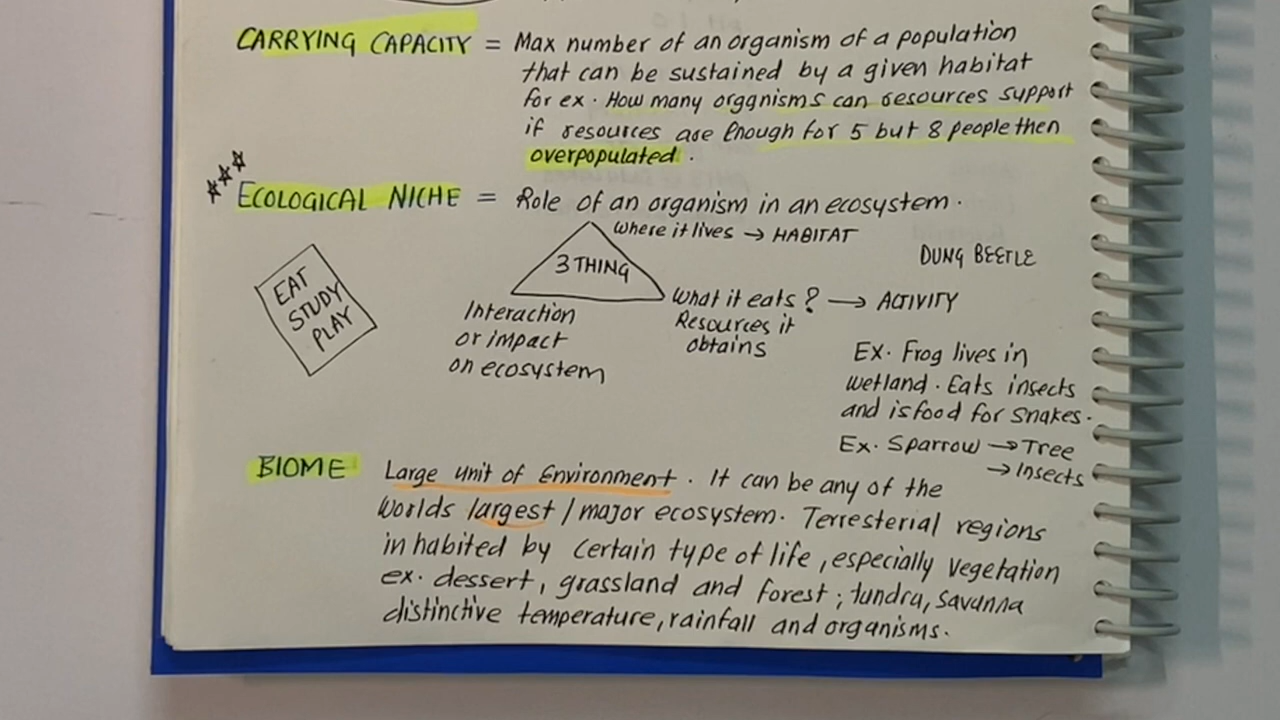 CARRYING CAPACITY = Max number of an organism of a population
that can be sustained by a given habitat
for ex. How many organisms can resources support
if resources are Enough for 5 but 8 people then
overpopulated.
ECOLOGICAL NICHE = Role of an organism in an ecosystem.
Where it lives → HABITAT
3 THING
DUNG BEETLE
EAT
STUDY
PLAY
Interaction
or impact
on ecosystem
What it eats? → ACTIVITY
Resources it
obtains
Ex. Frog lives in
wetland. Eats insects
and is food for snakes.
Ex. Sparrow → Tree
→ Insects
BIOME Large unit of Environment. It can be any of the
Worlds largest / major ecosystem. Terresterial regions
inhabited by certain type of life, especially vegetation
ex. dessert, grassland and forest; tundra, savanna
distinctive temperature, rainfall and organisms.